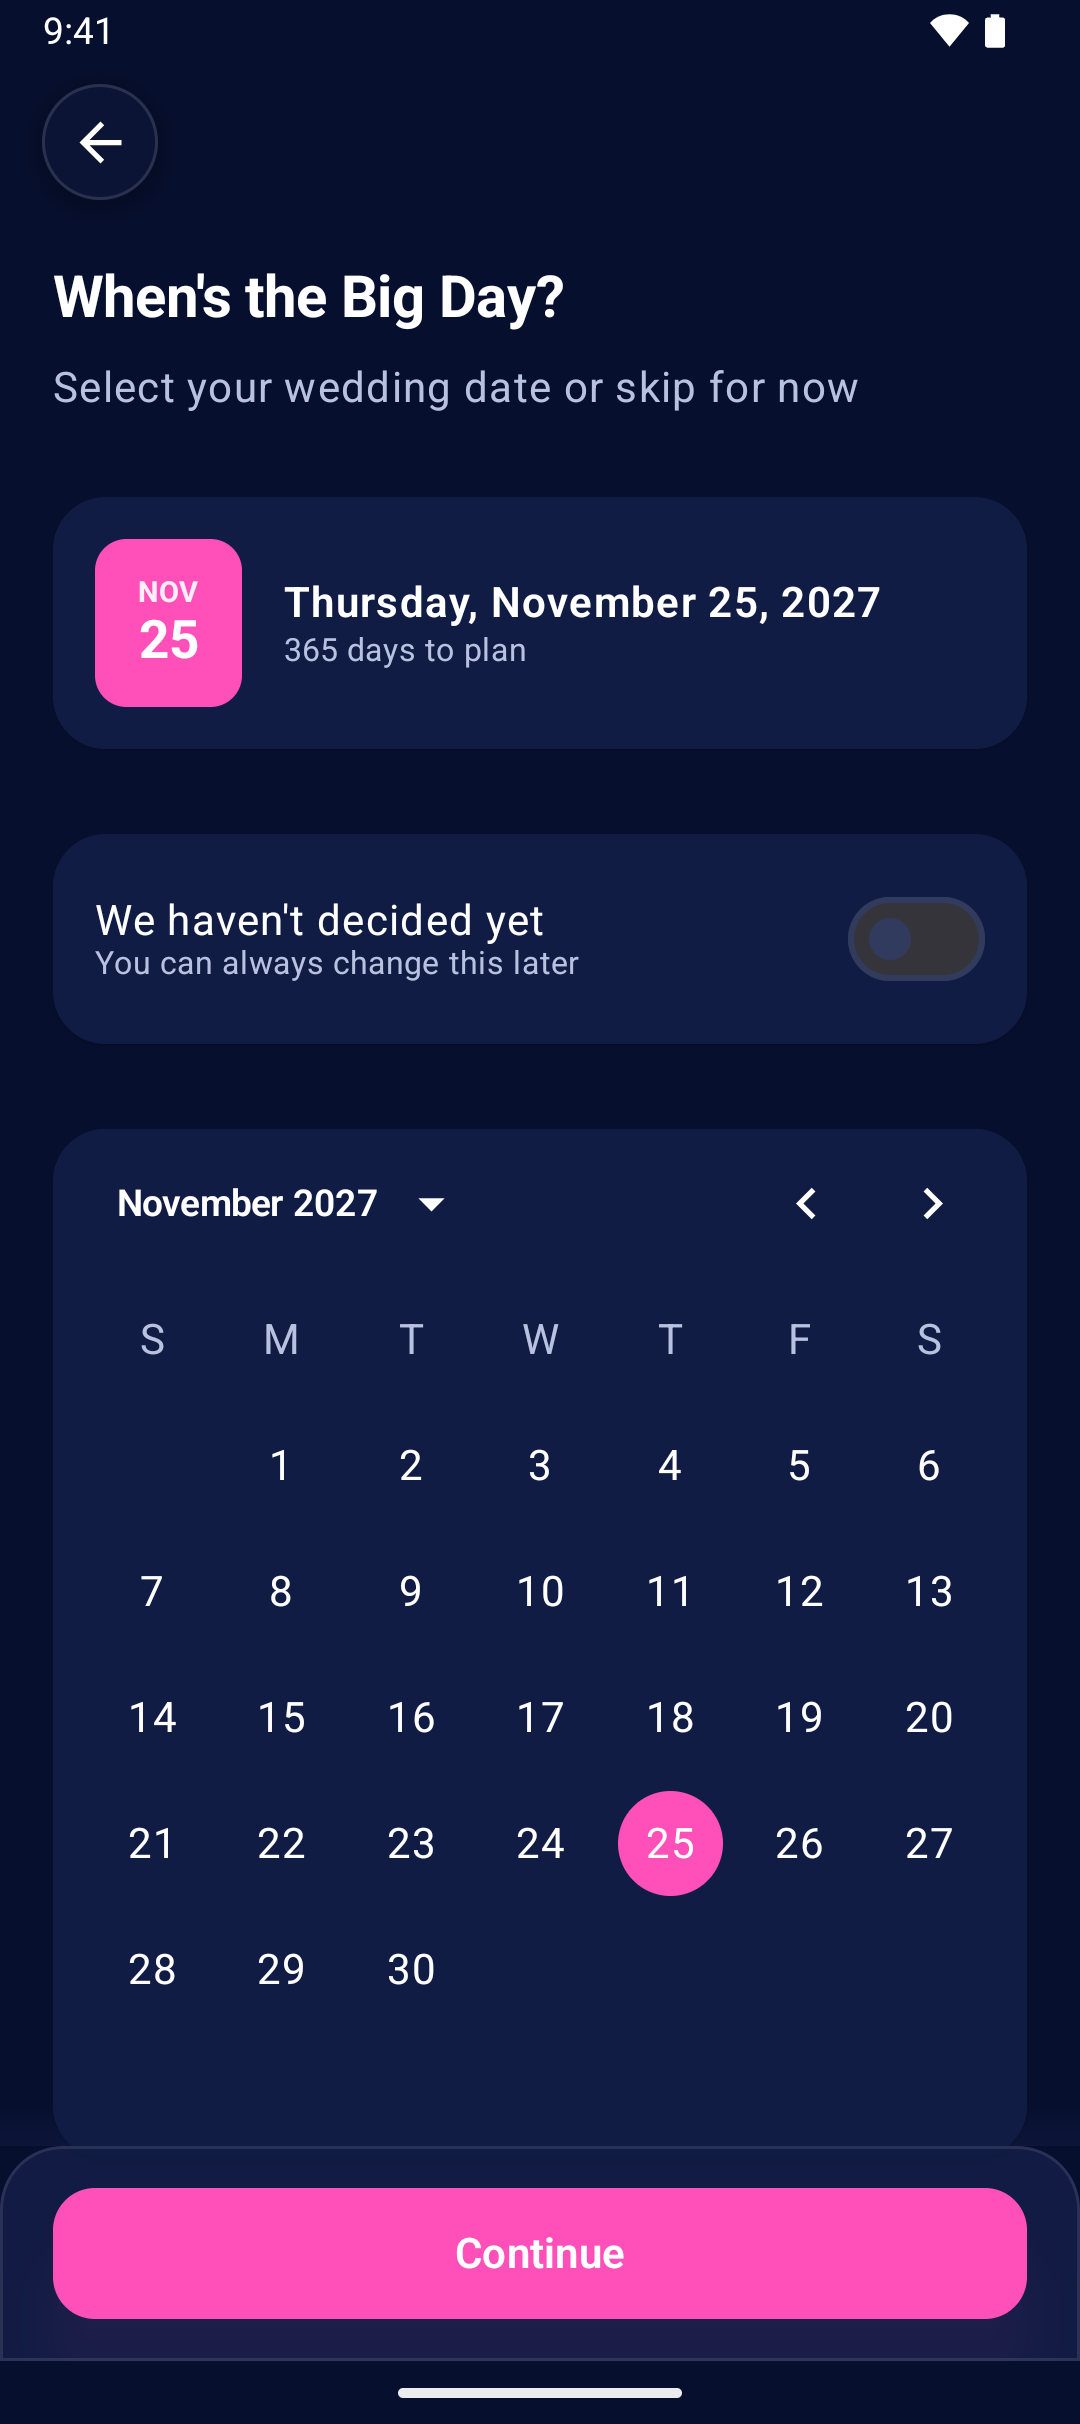 9:41
When's the Big Day?
Select your wedding date or skip for now
NOV
25
Thursday, November 25, 2027
365 days to plan
We haven't decided yet
You can always change this later
November 2027
S M T W T F S
1 2 3 4 5 6
7 8 9 10 11 12 13
14 15 16 17 18 19 20
21 22 23 24 25 26 27
28 29 30
Continue